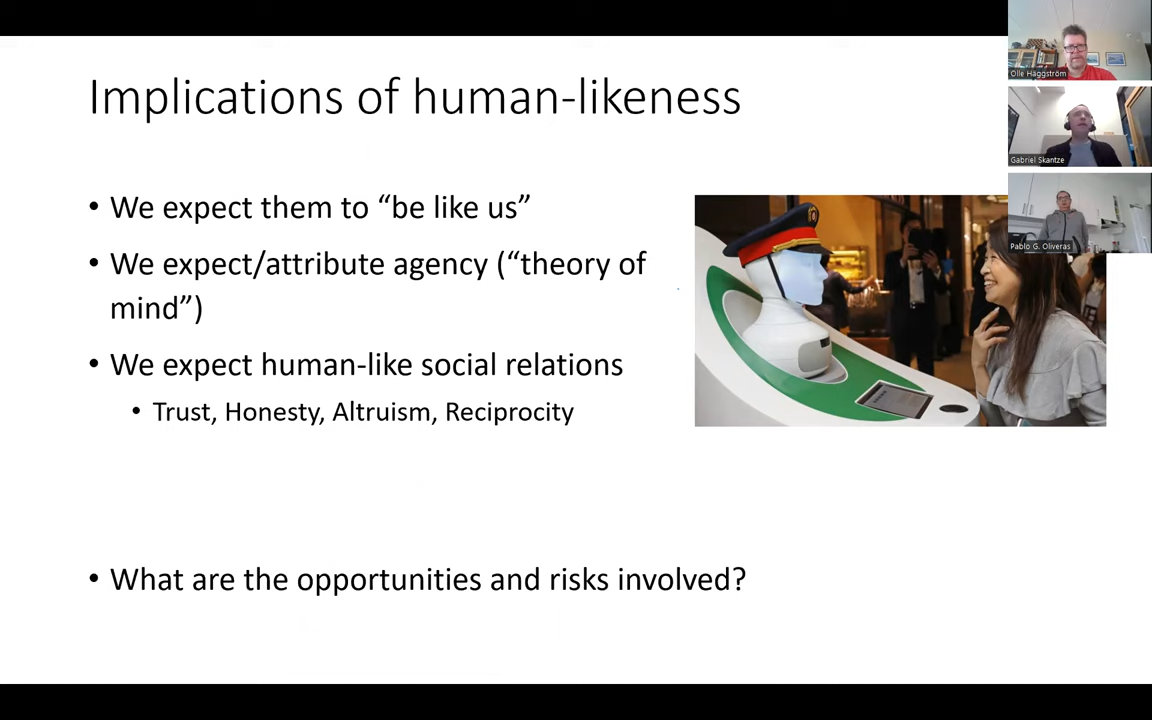 Implications of human-likeness
• We expect them to “be like us”
• We expect/attribute agency (“theory of
mind”)
• We expect human-like social relations
• Trust, Honesty, Altruism, Reciprocity
• What are the opportunities and risks involved?
Olle Häggström
Gabriel Skantze
Pablo G. Oliveras